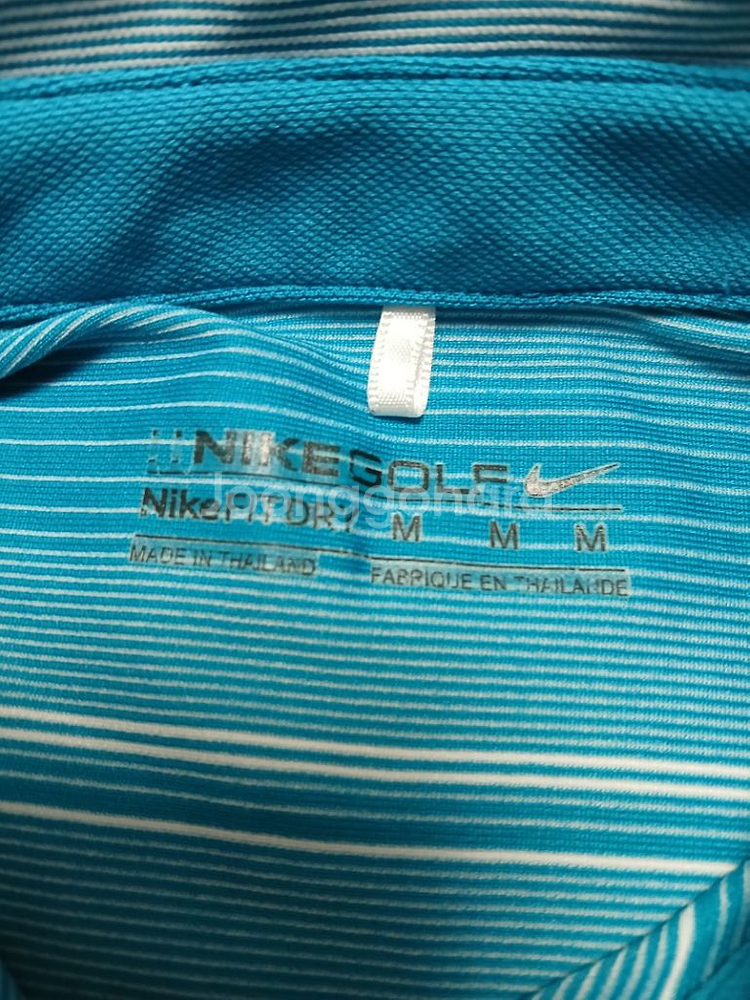 NIKEGOLF
NikeFITDRY M M M
MADE IN THAILAND
FABRIQUE EN THAILANDE